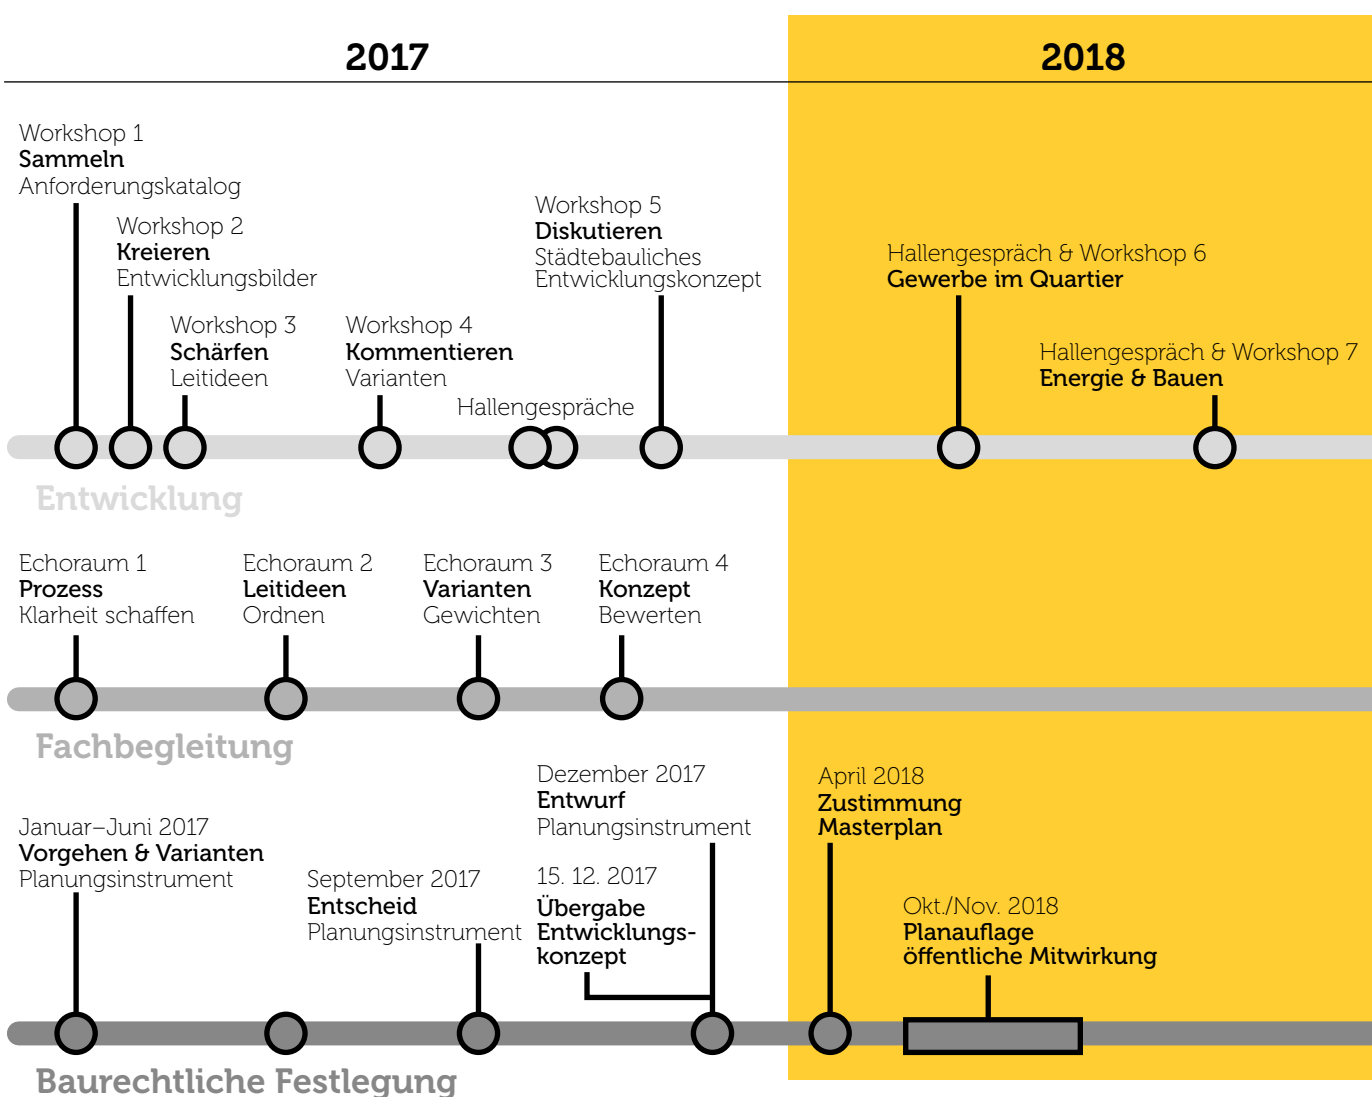 2017
2018
Workshop 1
Sammeln
Anforderungskatalog
Workshop 2
Kreieren
Entwicklungsbilder
Workshop 3
Schärfen
Leitideen
Workshop 4
Kommentieren
Varianten
Hallengespräche
Workshop 5
Diskutieren
Städtebauliches
Entwicklungskonzept
Hallengespräch & Workshop 6
Gewerbe im Quartier
Hallengespräch & Workshop 7
Energie & Bauen
Entwicklung
Echoraum 1
Prozess
Klarheit schaffen
Echoraum 2
Leitideen
Ordnen
Echoraum 3
Varianten
Gewichten
Echoraum 4
Konzept
Bewerten
Fachbegleitung
Januar–Juni 2017
Vorgehen & Varianten
Planungsinstrument
September 2017
Entscheid
Planungsinstrument
Dezember 2017
Entwurf
Planungsinstrument
15. 12. 2017
Übergabe
Entwicklungs-
konzept
April 2018
Zustimmung
Masterplan
Okt./Nov. 2018
Planauflage
öffentliche Mitwirkung
Baurechtliche Festlegung